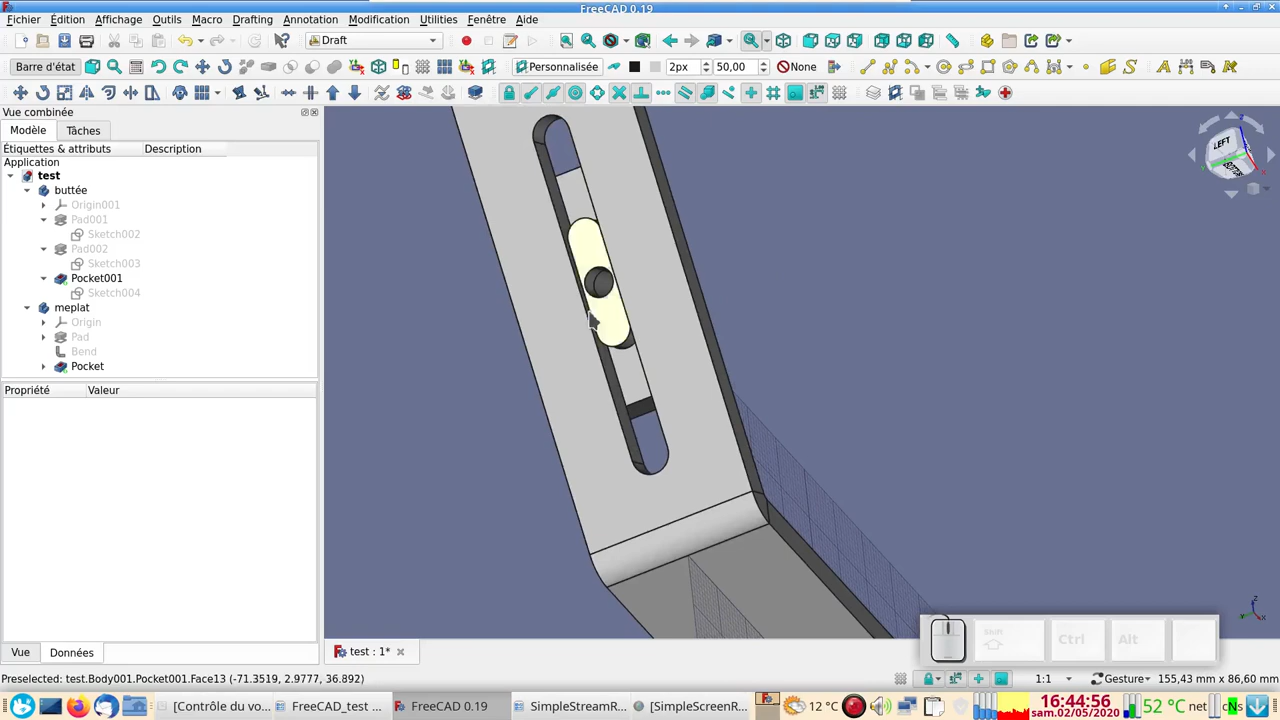 FreeCAD 0.19
Fichier Édition Affichage Outils Macro Drafting Annotation Modification Utilities Fenêtre Aide
Draft
Barre d'état Personnalisée 2px 50,00 None
Vue combinée
Modèle Tâches
Étiquettes & attributs Description
Application
test
buttée
Origin001
Pad001
Sketch002
Pad002
Sketch003
Pocket001
Sketch004
meplat
Origin
Pad
Bend
Pocket
Propriété Valeur
LEFT
Shift Ctrl Alt
Vue Données test : 1*
Preselected: test.Body001.Pocket001.Face13 (-71.3519, 2.9777, 36.892) 1:1 Gesture 155,43 mm x 86,60 mm
[Contrôle du vo... FreeCAD_test ... FreeCAD 0.19 SimpleStreamR... [SimpleScreenR... 12 °C 16:44:56 sam.02/05/2020 52 °C net